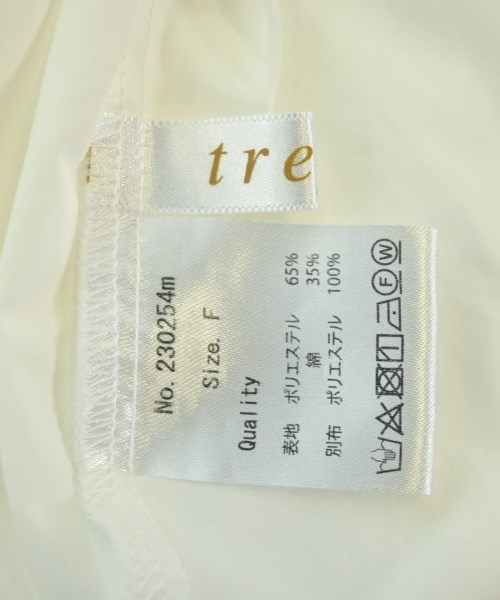 tre
No. 230254m
Size. F
Quality
表地 ポリエステル 65%
綿 35%
別布 ポリエステル 100%
F W